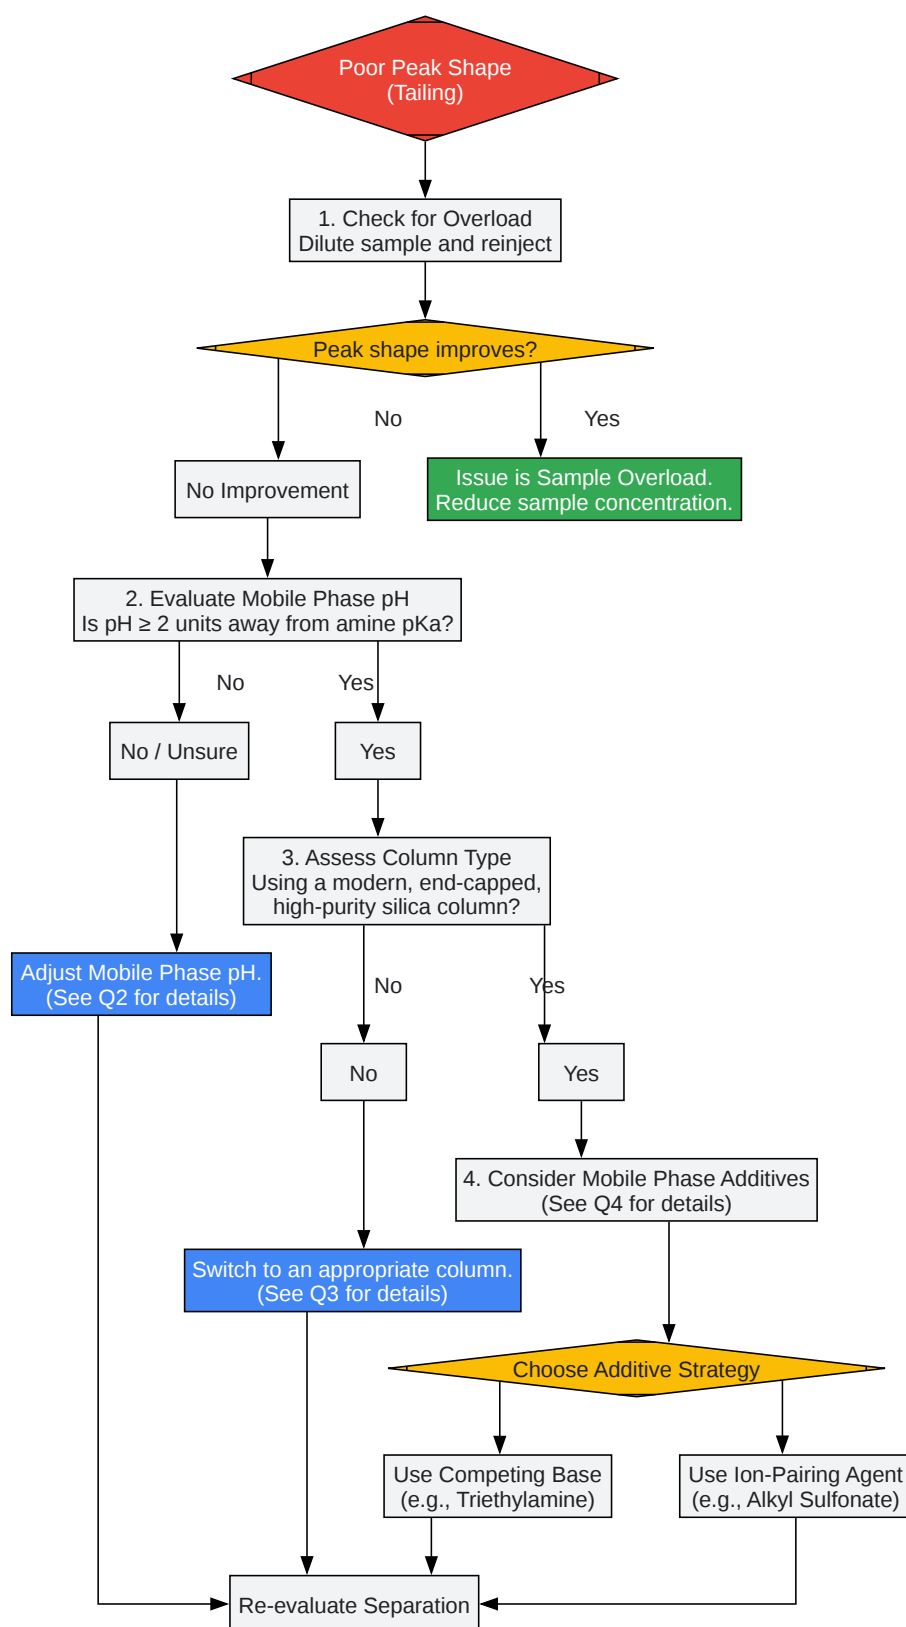 Poor Peak Shape
(Tailing)
1. Check for Overload
Dilute sample and reinject
Peak shape improves?
No
Yes
No Improvement
Issue is Sample Overload.
Reduce sample concentration.
2. Evaluate Mobile Phase pH
Is pH ≥ 2 units away from amine pKa?
No
Yes
No / Unsure
Yes
3. Assess Column Type
Using a modern, end-capped,
high-purity silica column?
Adjust Mobile Phase pH.
(See Q2 for details)
No
Yes
No
Yes
4. Consider Mobile Phase Additives
(See Q4 for details)
Switch to an appropriate column.
(See Q3 for details)
Choose Additive Strategy
Use Competing Base
(e.g., Triethylamine)
Use Ion-Pairing Agent
(e.g., Alkyl Sulfonate)
Re-evaluate Separation